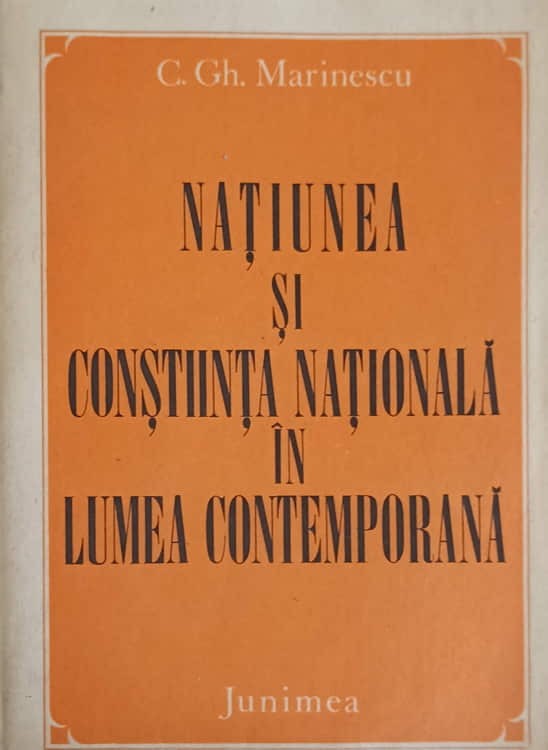 C. Gh. Marinescu
NAȚIUNEA
ȘI
CONȘTIINȚA NAȚIONALĂ
ÎN
LUMEA CONTEMPORANĂ
Junimea